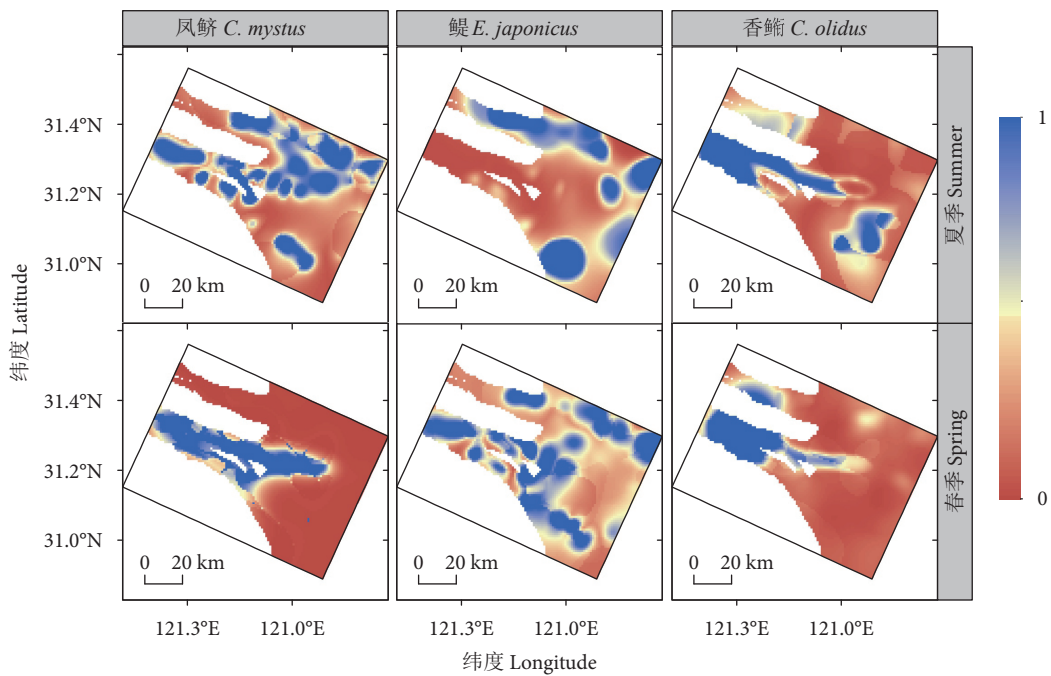 凤鲚 C. mystus
鳀 E. japonicus
香鱂 C. olidus
31.4°N
31.2°N
31.0°N
0 20 km
0 20 km
0 20 km
夏季 Summer
1
0
纬度 Latitude
31.4°N
31.2°N
31.0°N
0 20 km
0 20 km
0 20 km
春季 Spring
121.3°E 121.0°E
121.3°E 121.0°E
121.3°E 121.0°E
纬度 Longitude